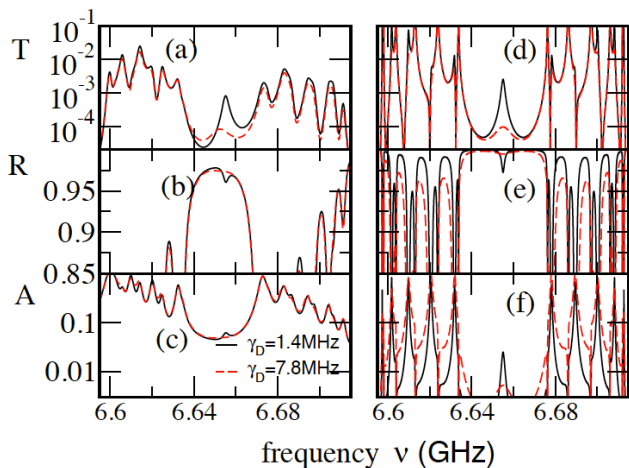 T
10⁻¹
10⁻²
10⁻³
10⁻⁴
(a)
(d)
R
0.95
0.9
0.85
(b)
(e)
A
0.1
0.01
(c)
(f)
γ_D=1.4MHz
γ_D=7.8MHz
6.6 6.64 6.68 6.6 6.64 6.68
frequency ν (GHz)